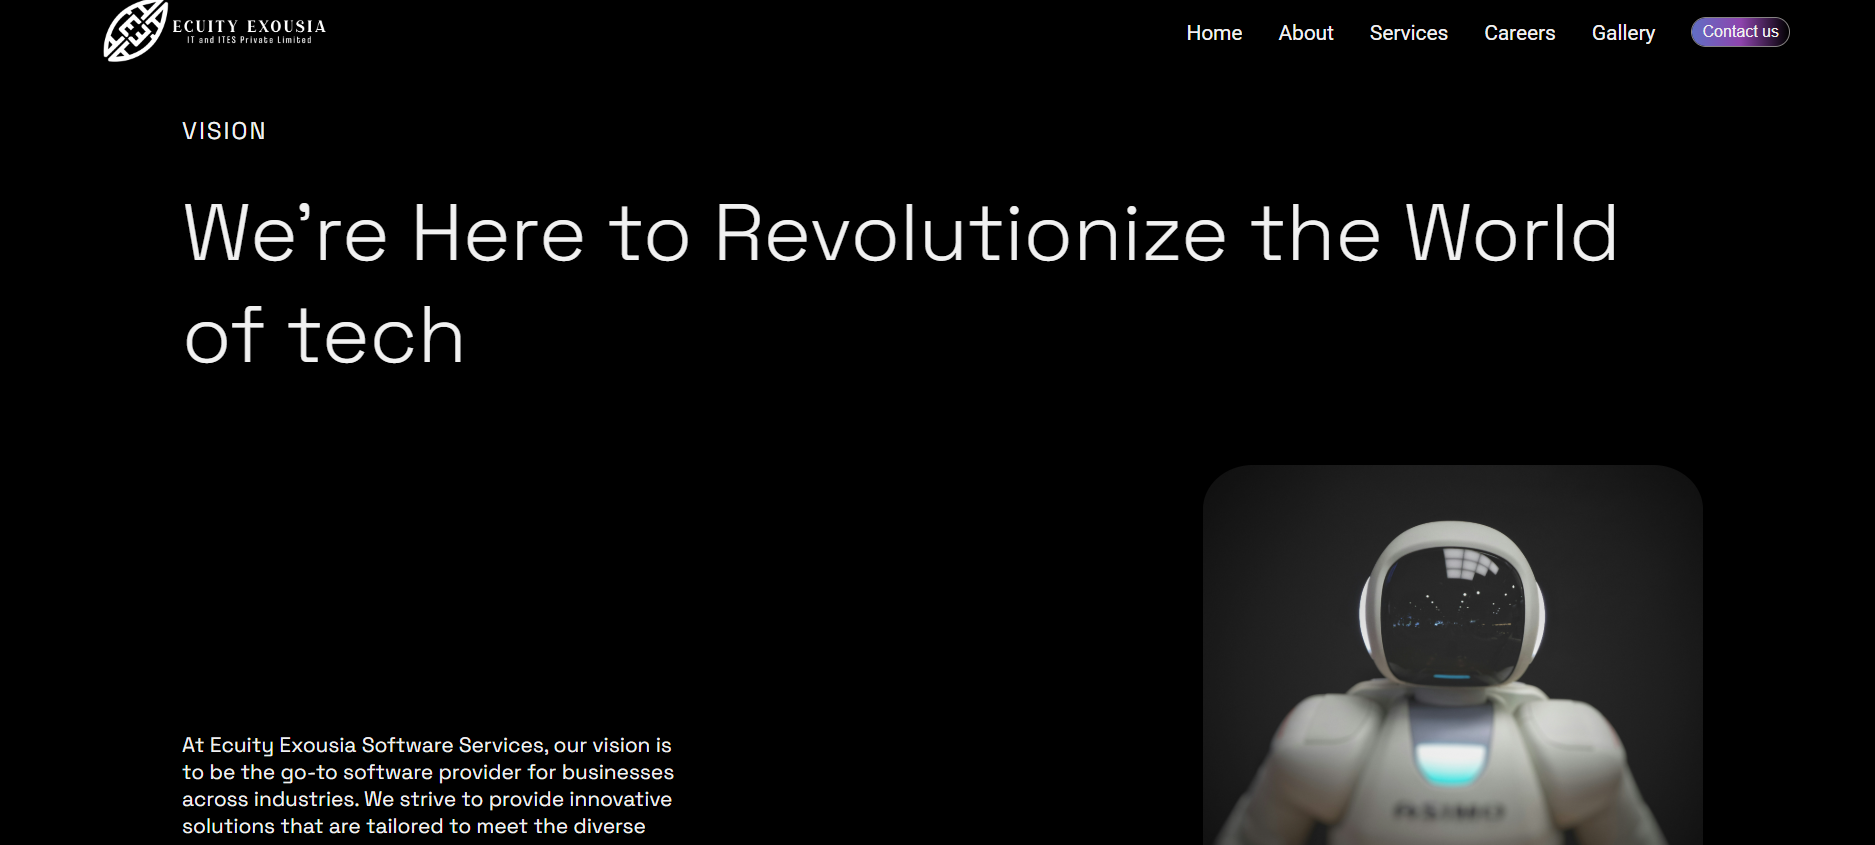 ECUITY EXOUSIA
IT and ITES Private Limited
Home About Services Careers Gallery Contact us
VISION
We’re Here to Revolutionize the World
of tech
At Ecuity Exousia Software Services, our vision is
to be the go-to software provider for businesses
across industries. We strive to provide innovative
solutions that are tailored to meet the diverse
ASIMO